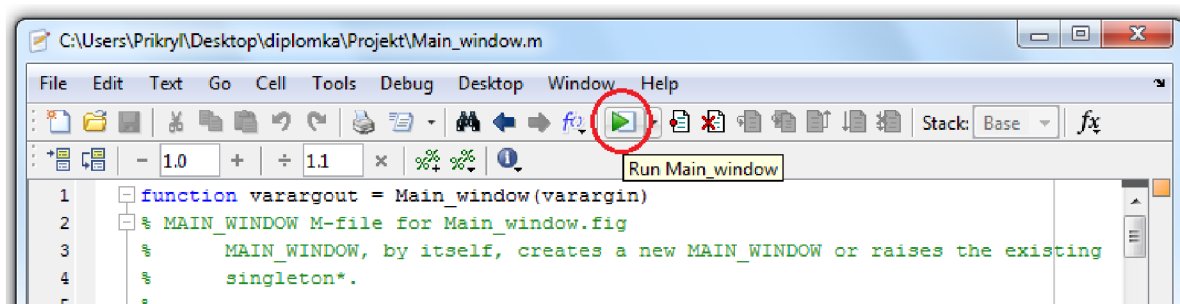 C:\Users\Prikryl\Desktop\diplomka\Projekt\Main_window.m
File Edit Text Go Cell Tools Debug Desktop Window Help
Stack: Base fx
1.0 + ÷ 1.1 ×
Run Main_window
1 function varargout = Main_window(varargin)
2 % MAIN_WINDOW M-file for Main_window.fig
3 % MAIN_WINDOW, by itself, creates a new MAIN_WINDOW or raises the existing
4 % singleton*.